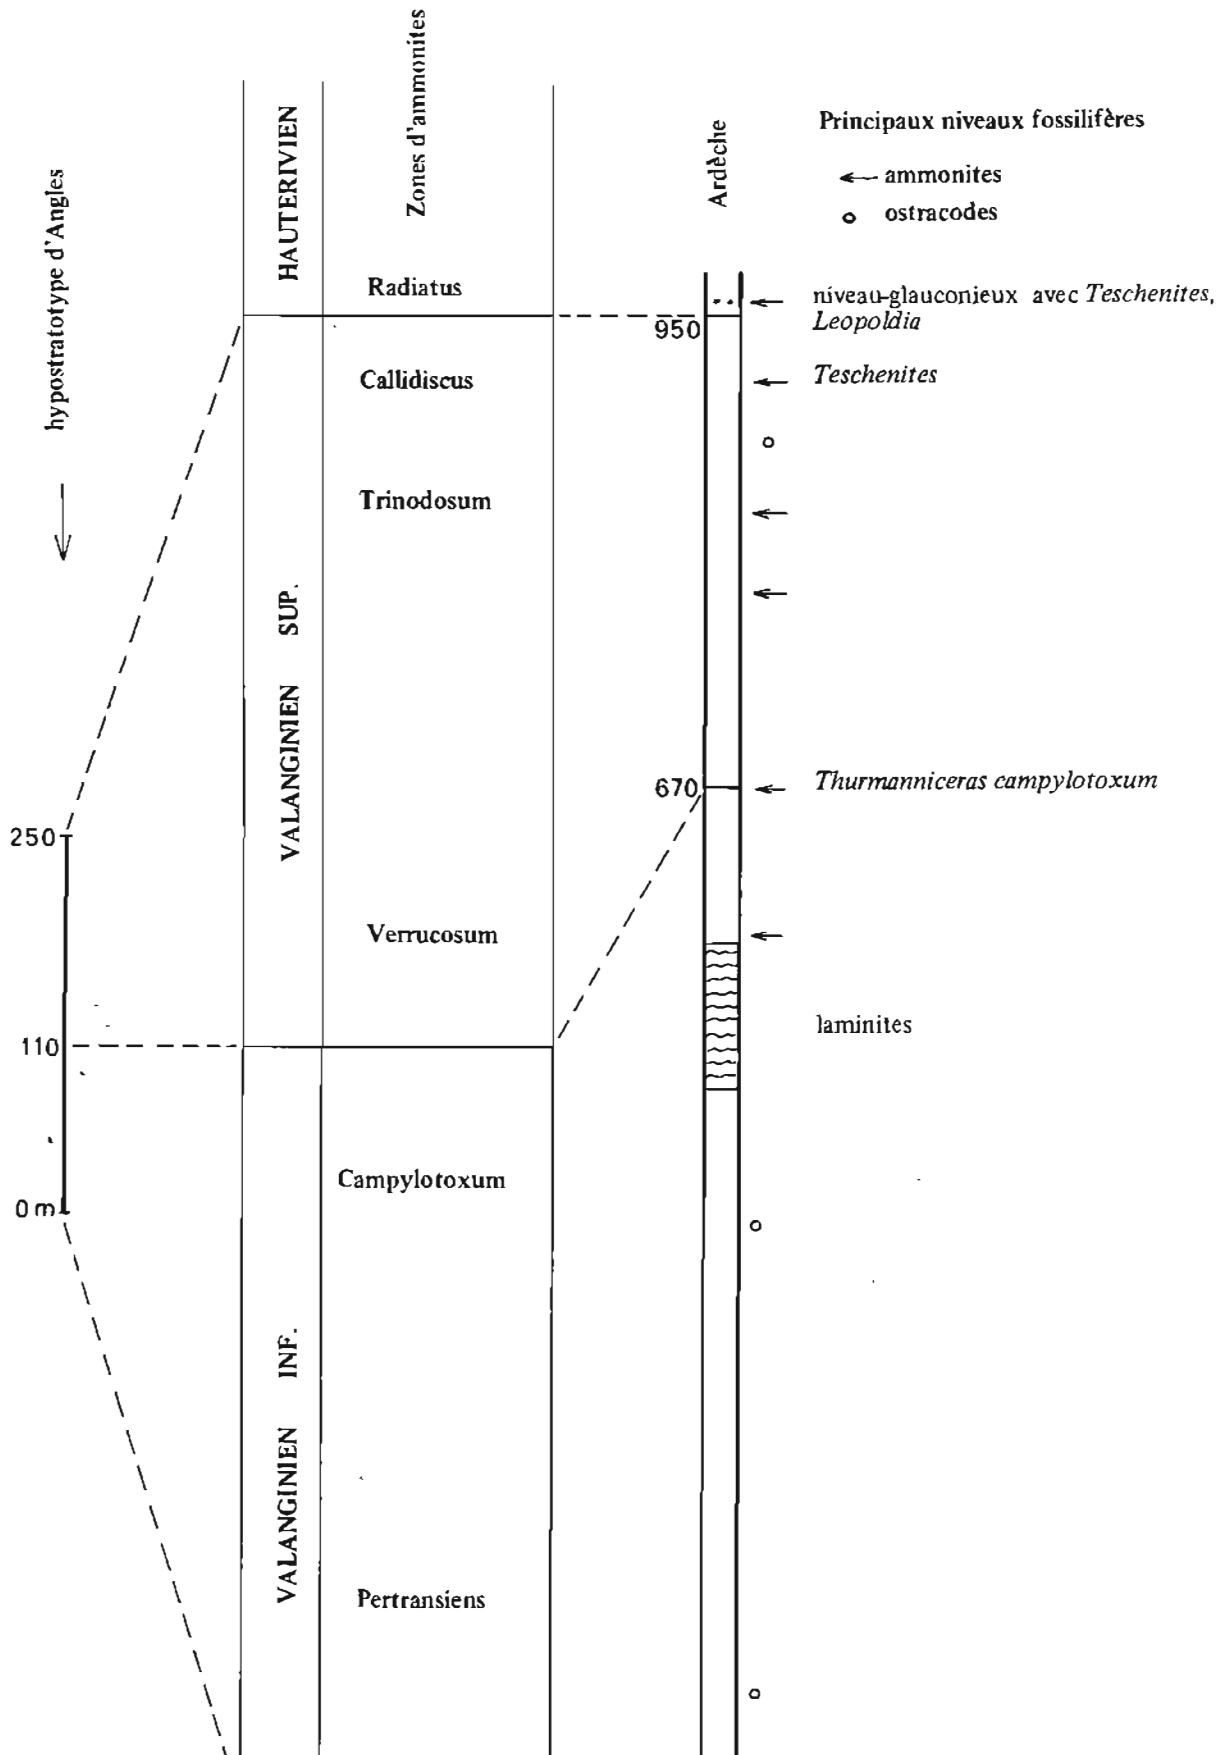 hypostratotype d'Angles
HAUTERIVIEN
Zones d'ammonites
Ardèche
Principaux niveaux fossilifères
ammonites
ostracodes
Radiatus
niveau-glauconieux avec Teschenites,
Leopoldia
950
Callidiscus
Teschenites
Trinodosum
VALANGINIEN SUP.
670
Thurmanniceras campylotoxum
250
Verrucosum
laminites
110
Campylotoxum
0 m
VALANGINIEN INF.
Pertransiens